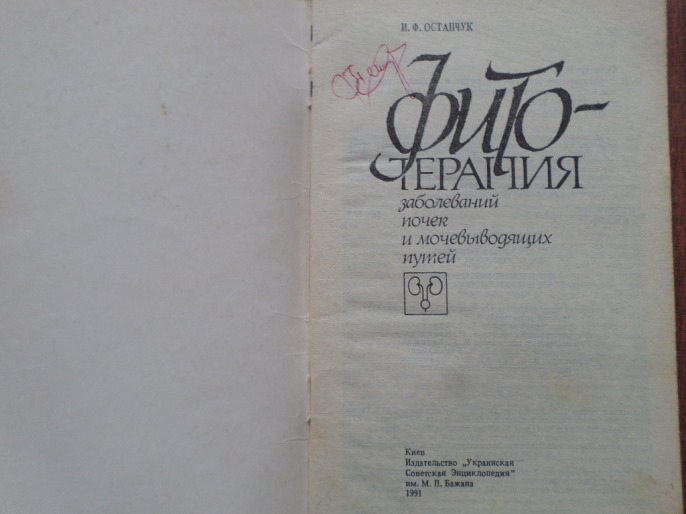 И. Ф. ОСТАПЧУК
ФИТО-
ТЕРАПИЯ
заболеваний
почек
и мочевыводящих
путей
Киев
Издательство „Украинская
Советская Энциклопедия"
им. М. П. Бажана
1991